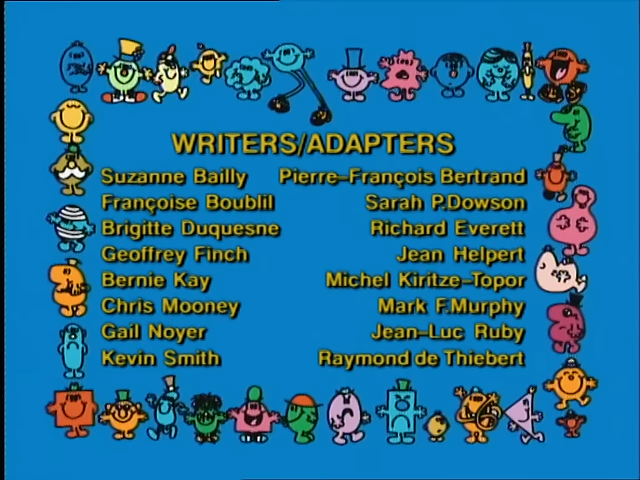 WRITERS/ADAPTERS
Suzanne Bailly Pierre-François Bertrand
Françoise Boublil Sarah P.Dowson
Brigitte Duquesne Richard Everett
Geoffrey Finch Jean Helpert
Bernie Kay Michel Kiritze-Topor
Chris Mooney Mark F.Murphy
Gail Noyer Jean-Luc Ruby
Kevin Smith Raymond de Thiebert